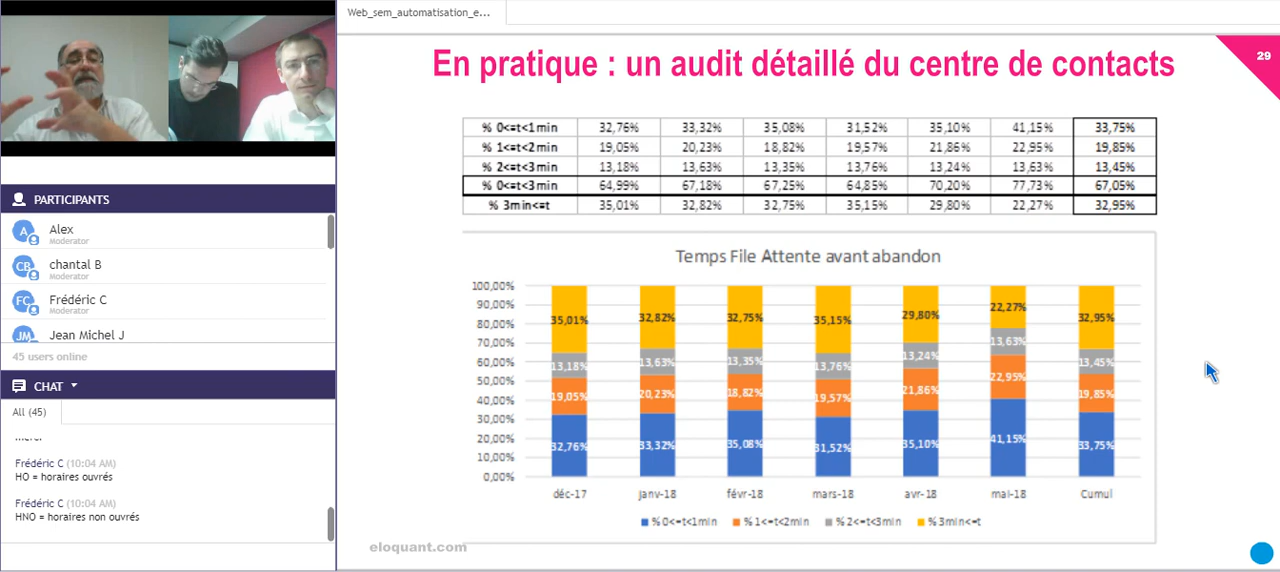 Web_sem_automatisation_e...
En pratique : un audit détaillé du centre de contacts
29
% 0<=t<1min 32,76% 33,32% 35,08% 31,52% 35,10% 41,15% 33,75%
% 1<=t<2min 19,05% 20,23% 18,82% 19,57% 21,86% 22,95% 19,85%
% 2<=t<3min 13,18% 13,63% 13,35% 13,76% 13,24% 13,63% 13,45%
% 0<=t<3min 64,99% 67,18% 67,25% 64,85% 70,20% 77,73% 67,05%
% 3min<=t 35,01% 32,82% 32,75% 35,15% 29,80% 22,27% 32,95%
Temps File Attente avant abandon
100,00%
90,00%
80,00%
70,00%
60,00%
50,00%
40,00%
30,00%
20,00%
10,00%
0,00%
35,01% 32,82% 32,75% 35,15% 29,80% 22,27% 32,95%
13,18% 13,63% 13,35% 13,76% 13,24% 13,63% 13,45%
19,05% 20,23% 18,82% 19,57% 21,86% 22,95% 19,85%
32,76% 33,32% 35,08% 31,52% 35,10% 41,15% 33,75%
déc-17 janv-18 févr-18 mars-18 avr-18 mai-18 Cumul
% 0<=t<1min % 1<=t<2min % 2<=t<3min % 3min<=t
eloquant.com
PARTICIPANTS
A
Alex
Moderator
CB
chantal B
Moderator
FC
Frédéric C
Moderator
JM
Jean Michel J
45 users online
CHAT
All (45)
Frédéric C (10:04 AM)
HO = horaires ouvrés
Frédéric C (10:04 AM)
HNO = horaires non ouvrés